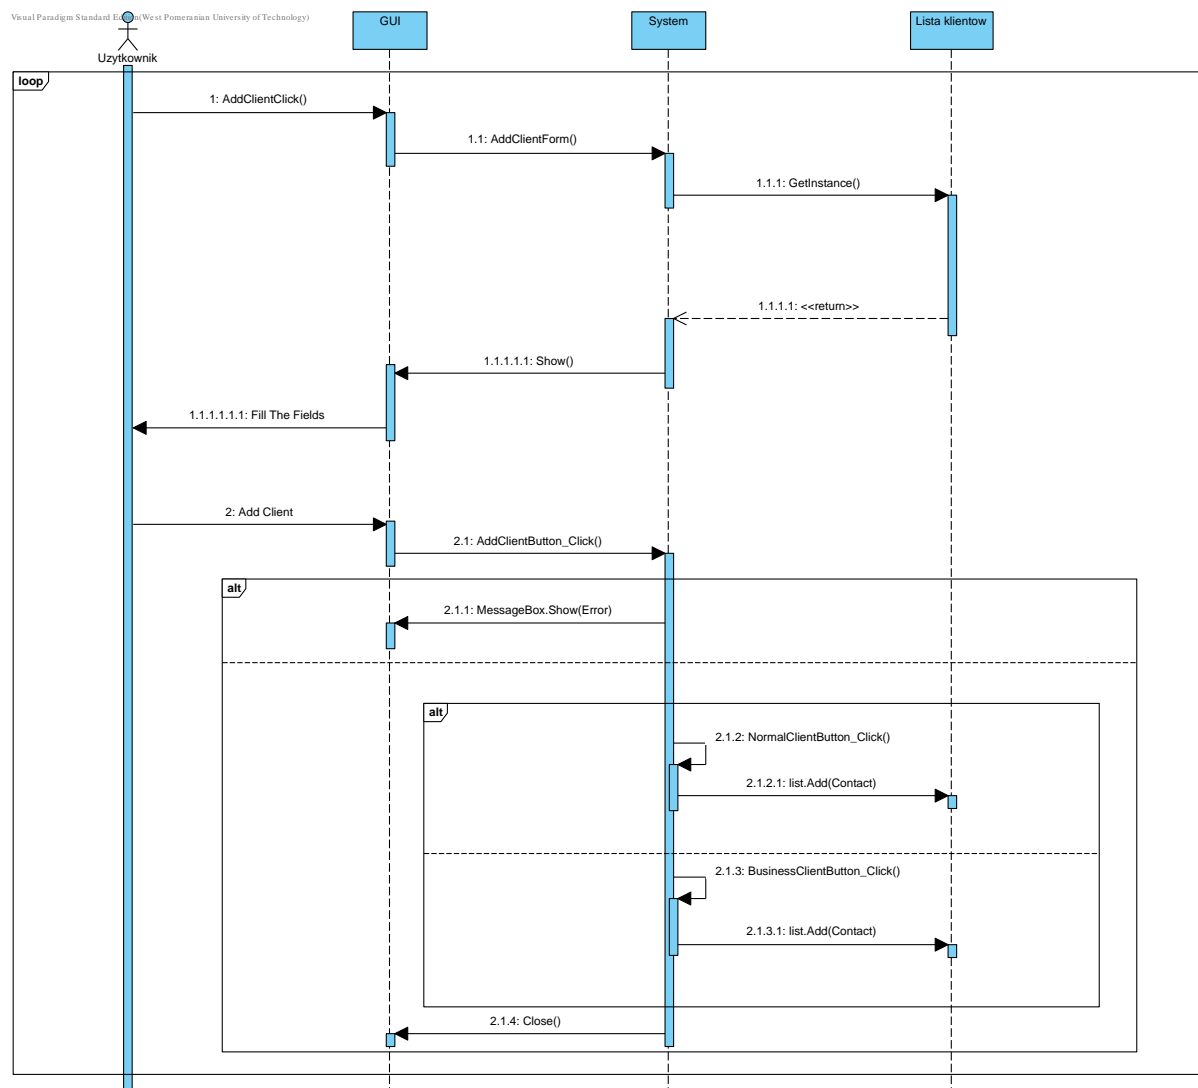 Visual Paradigm Standard Edition(West Pomeranian University of Technology)
GUI
System
Lista klientow
Uzytkownik
loop
1: AddClientClick()
1.1: AddClientForm()
1.1.1: GetInstance()
1.1.1.1: <<return>>
1.1.1.1.1: Show()
1.1.1.1.1.1: Fill The Fields
2: Add Client
2.1: AddClientButton_Click()
alt
2.1.1: MessageBox.Show(Error)
alt
2.1.2: NormalClientButton_Click()
2.1.2.1: list.Add(Contact)
2.1.3: BusinessClientButton_Click()
2.1.3.1: list.Add(Contact)
2.1.4: Close()